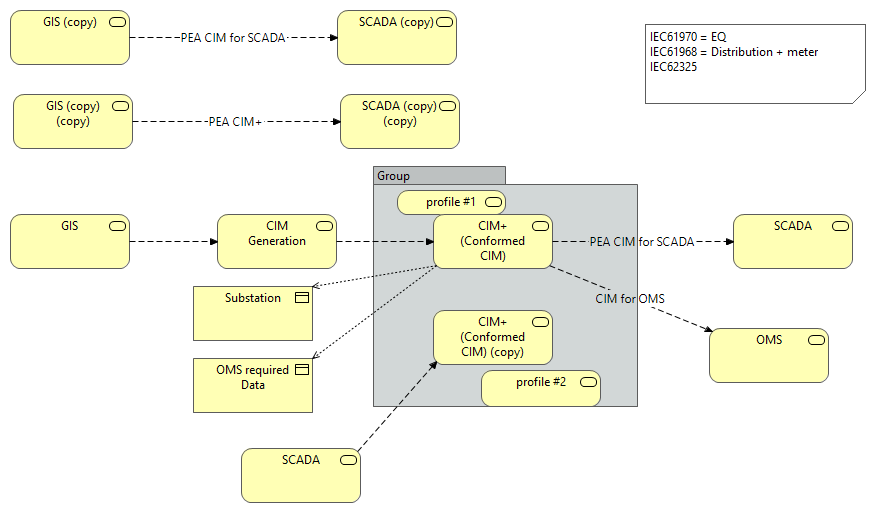 GIS (copy)
PEA CIM for SCADA
SCADA (copy)
IEC61970 = EQ
IEC61968 = Distribution + meter
IEC62325
GIS (copy)
(copy)
PEA CIM+
SCADA (copy)
(copy)
Group
profile #1
GIS
CIM
Generation
CIM+
(Conformed
CIM)
PEA CIM for SCADA
SCADA
Substation
CIM for OMS
CIM+
(Conformed
CIM) (copy)
OMS
OMS required
Data
profile #2
SCADA